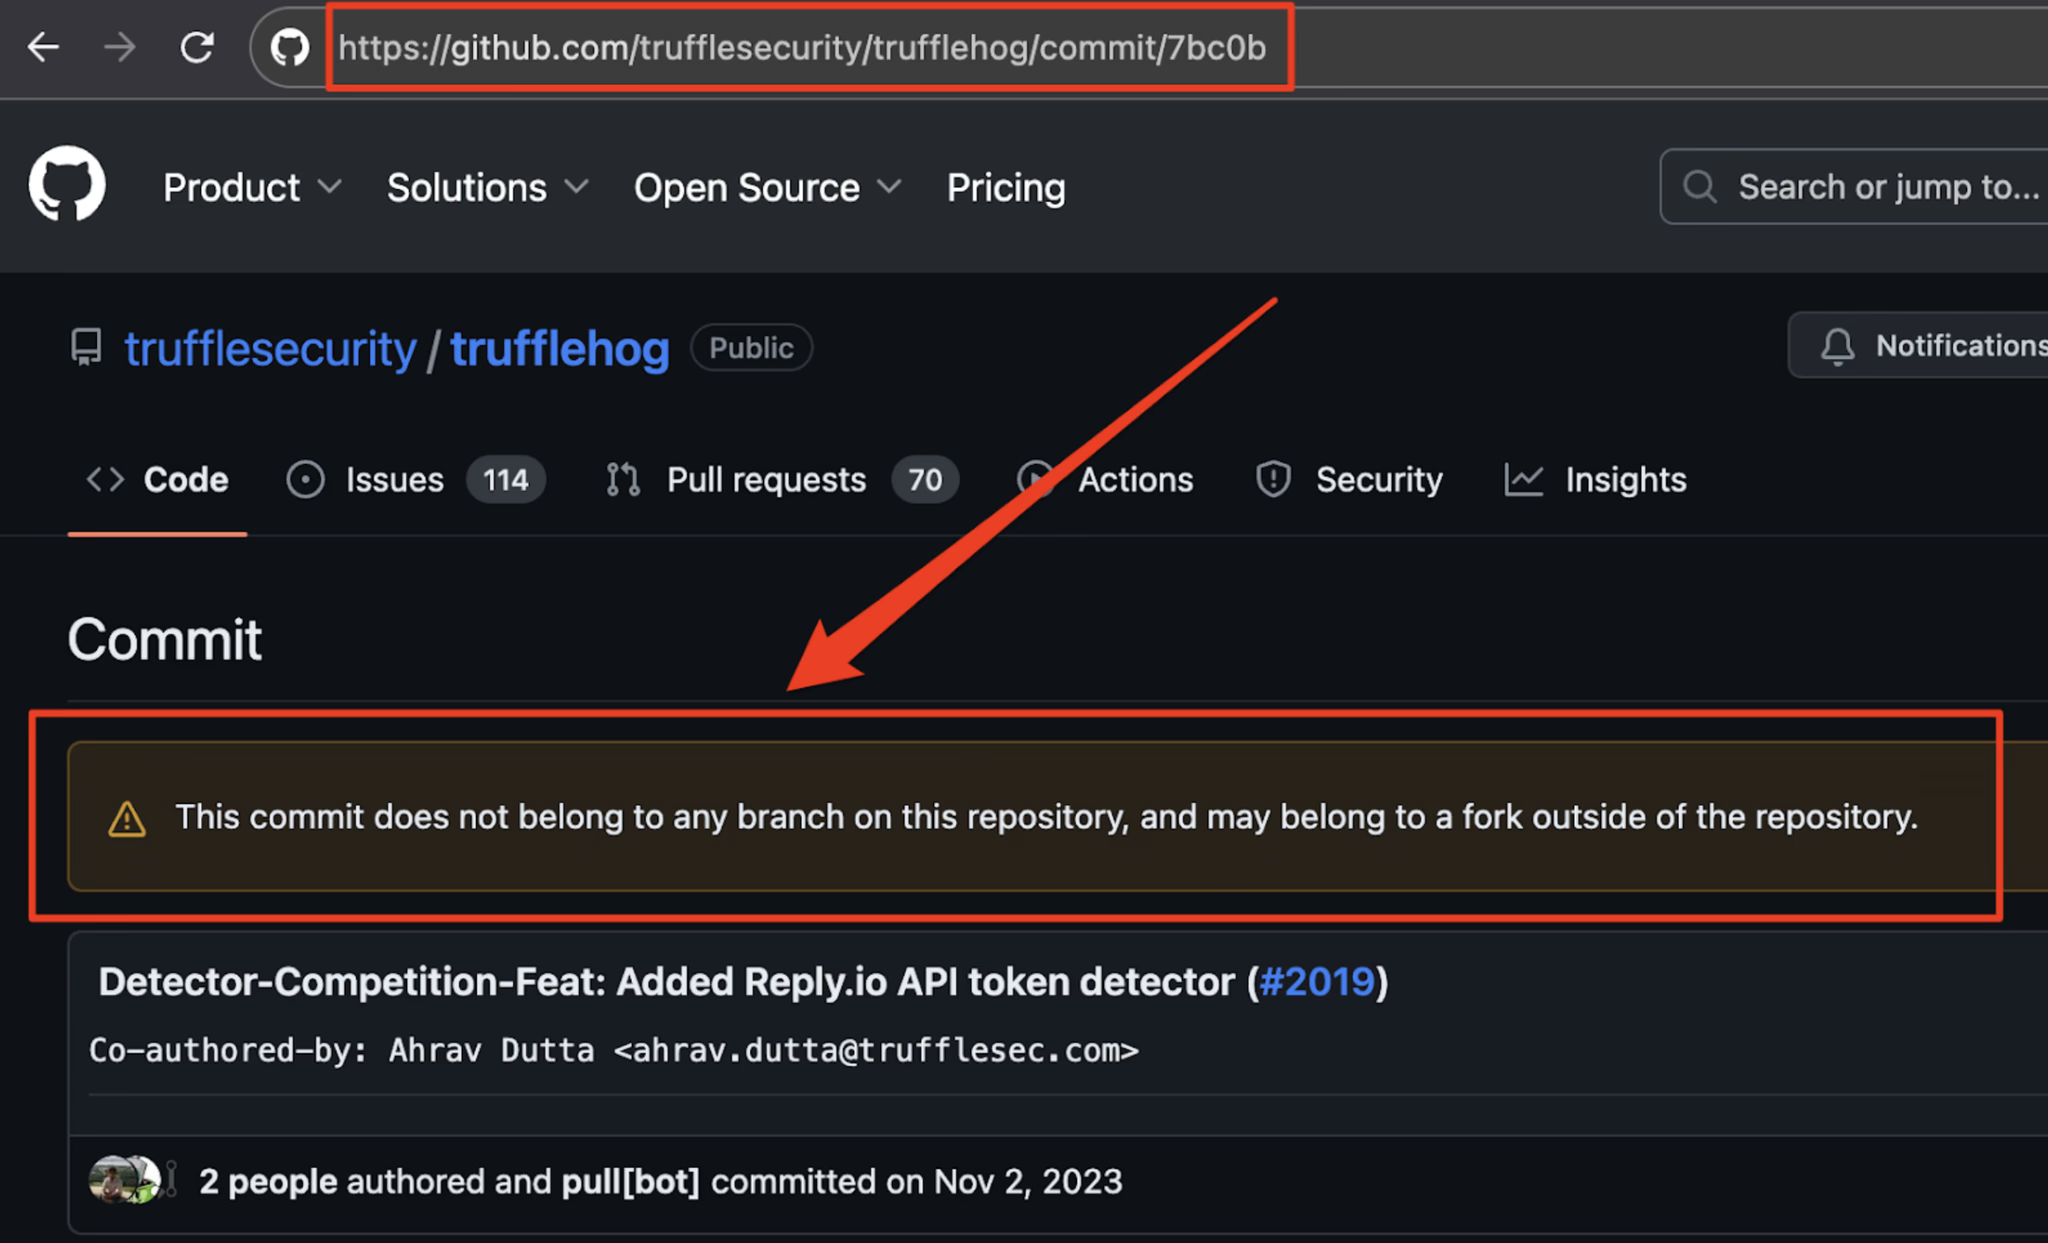 https://github.com/trufflesecurity/trufflehog/commit/7bc0b
Product Solutions Open Source Pricing Search or jump to...
trufflesecurity / trufflehog Public Notifications
Code Issues 114 Pull requests 70 Actions Security Insights
Commit
This commit does not belong to any branch on this repository, and may belong to a fork outside of the repository.
Detector-Competition-Feat: Added Reply.io API token detector (#2019)
Co-authored-by: Ahrav Dutta <ahrav.dutta@trufflesec.com>
2 people authored and pull[bot] committed on Nov 2, 2023